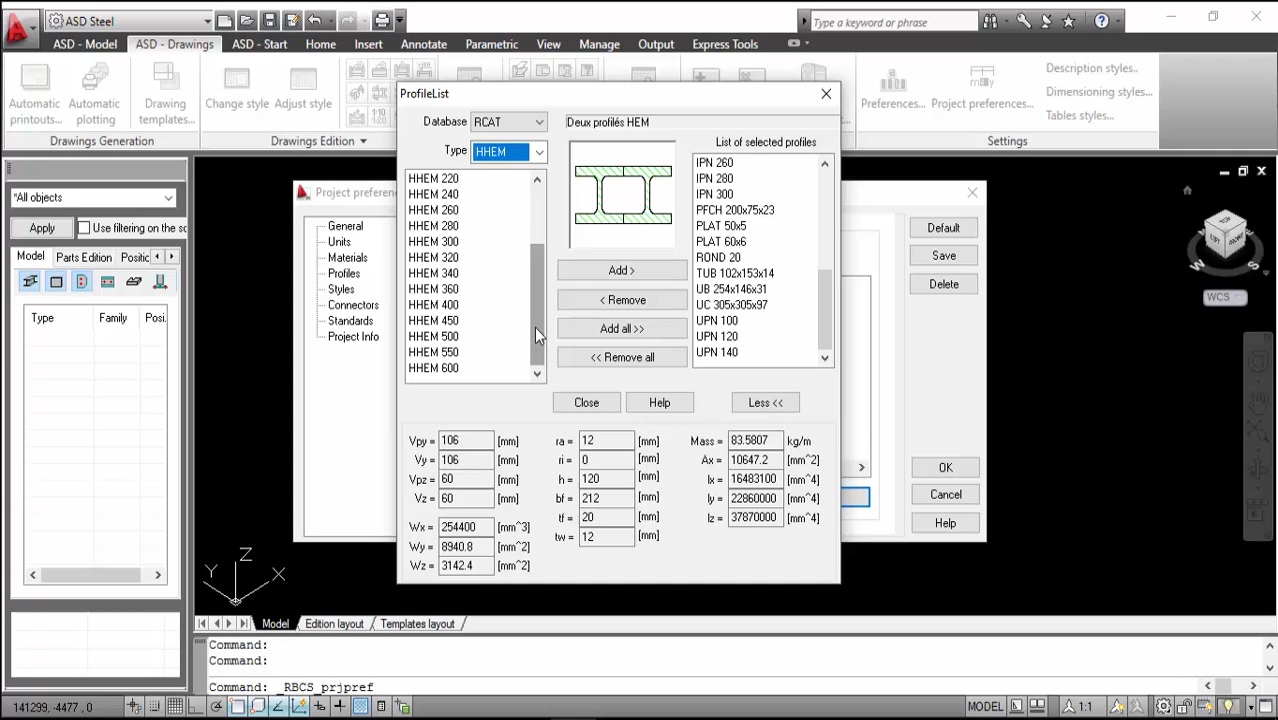 ASD Steel
Type a keyword or phrase
ASD - Model
ASD - Drawings
ASD - Start
Home
Insert
Annotate
Parametric
View
Manage
Output
Express Tools
Automatic printouts...
Automatic plotting
Drawing templates...
Change style
Adjust style
Preferences...
Project preferences...
Description styles..
Dimensioning styles..
Tables styles..
Drawings Generation
Drawings Edition
Settings
*All objects
Apply
Use filtering on the sc
Model
Parts Edition
Positic
Type
Family
Posi.
Project preferen
General
Units
Materials
Profiles
Styles
Connectors
Standards
Project Info
Default
Save
Delete
OK
Cancel
Help
ProfileList
Database
RCAT
Deux profilés HEM
Type
HHEM
List of selected profiles
HHEM 220
HHEM 240
HHEM 260
HHEM 280
HHEM 300
HHEM 320
HHEM 340
HHEM 360
HHEM 400
HHEM 450
HHEM 500
HHEM 550
HHEM 600
Add >
< Remove
Add all >>
<< Remove all
IPN 260
IPN 280
IPN 300
PFCH 200x75x23
PLAT 50x5
PLAT 60x6
ROND 20
TUB 102x153x14
UB 254x146x31
UC 305x305x97
UPN 100
UPN 120
UPN 140
Close
Help
Less <<
Vpy = 106 [mm]
Vy = 106 [mm]
Vpz = 60 [mm]
Vz = 60 [mm]
Wx = 254400 [mm^3]
Wy = 8940.8 [mm^2]
Wz = 3142.4 [mm^2]
ra = 12 [mm]
ri = 0 [mm]
h = 120 [mm]
bf = 212 [mm]
tf = 20 [mm]
tw = 12 [mm]
Mass = 83.5807 kg/m
Ax = 10647.2 [mm^2]
Ix = 16483100 [mm^4]
Iy = 22860000 [mm^4]
Iz = 37870000 [mm^4]
W
S
WCS
Z
Y
X
Model
Edition layout
Templates layout
Command:
Command:
Command: _RBCS_prjpref
141299, -4477 , 0
MODEL
1:1